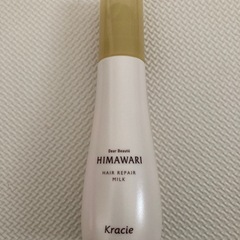 Dear Beauté
HIMAWARI
HAIR REPAIR
MILK
Kracie